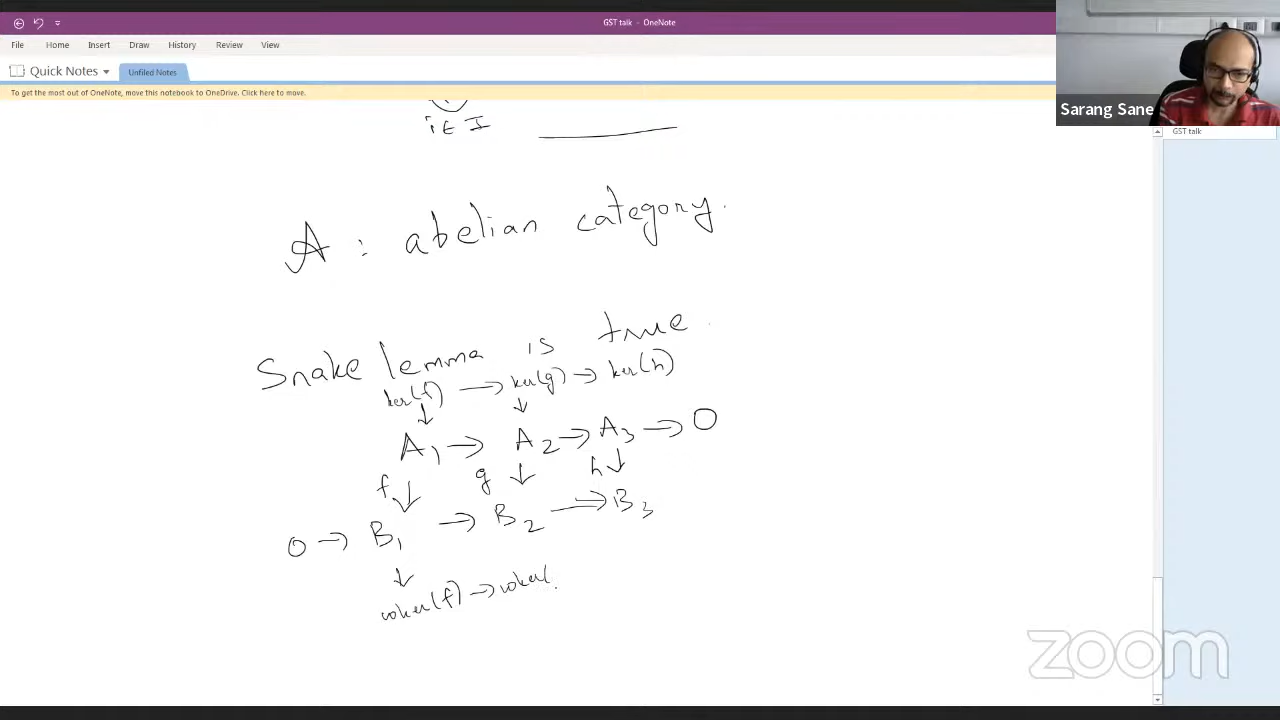 GST talk - OneNote
File Home Insert Draw History Review View
Quick Notes Unfiled Notes
To get the most out of OneNote, move this notebook to OneDrive. Click here to move.
Sarang Sane
GST talk
i ∈ I
A : abelian category.
Snake lemma is true.
ker(f) → ker(g) → ker(h)
A₁ → A₂ → A₃ → 0
f g h
0 → B₁ → B₂ → B₃
coker(f) → coker(
zoom